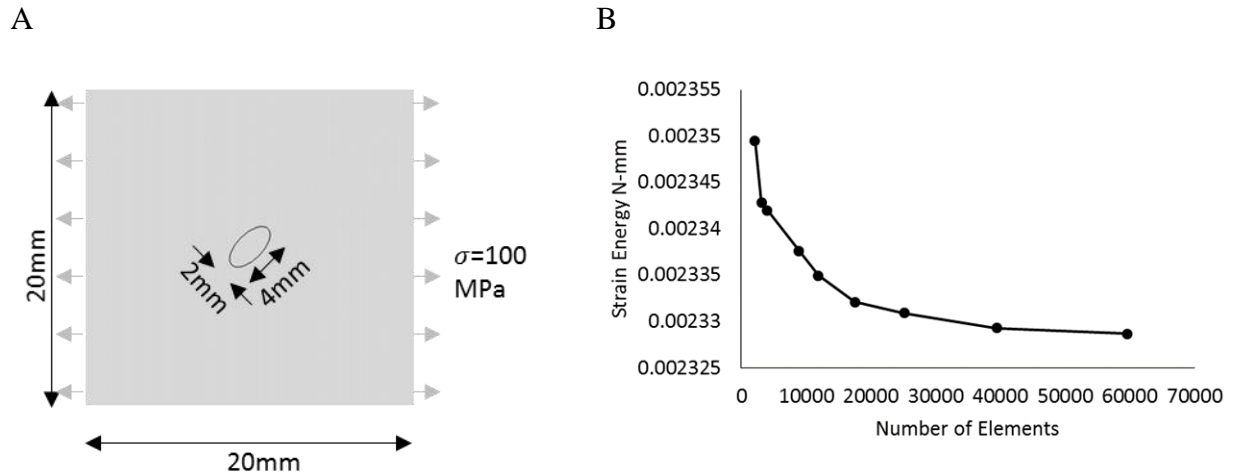 A
20mm
2mm
4mm
σ=100
MPa
20mm
B
Strain Energy N-mm
0.002355
0.00235
0.002345
0.00234
0.002335
0.00233
0.002325
0 10000 20000 30000 40000 50000 60000 70000
Number of Elements